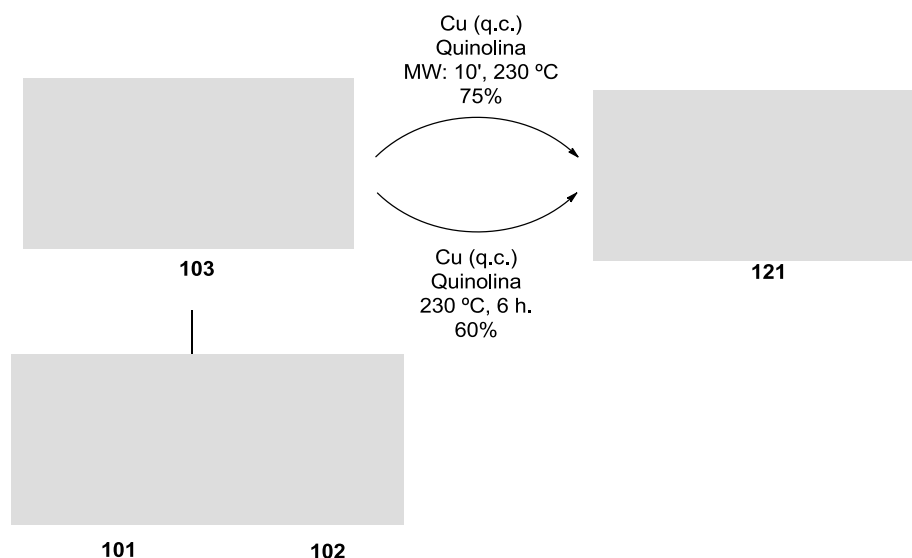 Cu (q.c.)
Quinolina
MW: 10', 230 ºC
75%
103
121
Cu (q.c.)
Quinolina
230 ºC, 6 h.
60%
101
102